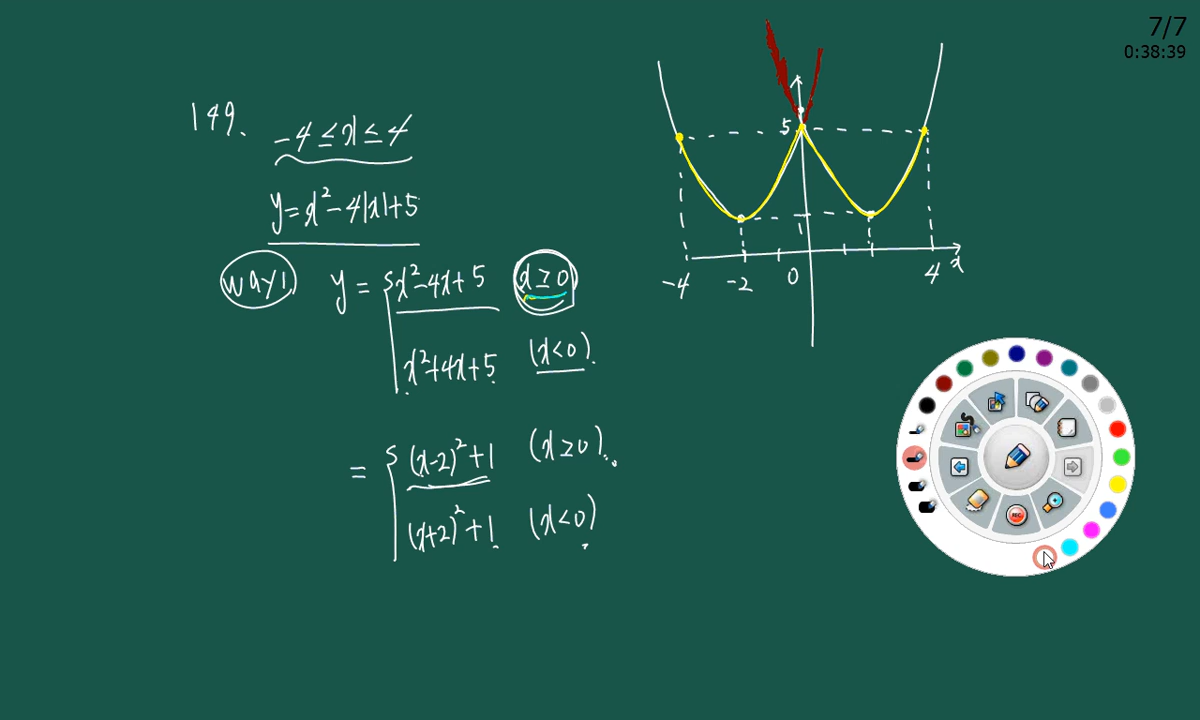 7/7
0:38:39
149.
-4 ≤ x ≤ 4
y = x² - 4|x| + 5
way1. y = { x² - 4x + 5 x ≥ 0
x² + 4x + 5 (x < 0)
= { (x-2)² + 1 (x ≥ 0)
(x+2)² + 1 (x < 0)
5
-4 -2 0 4 x
REC